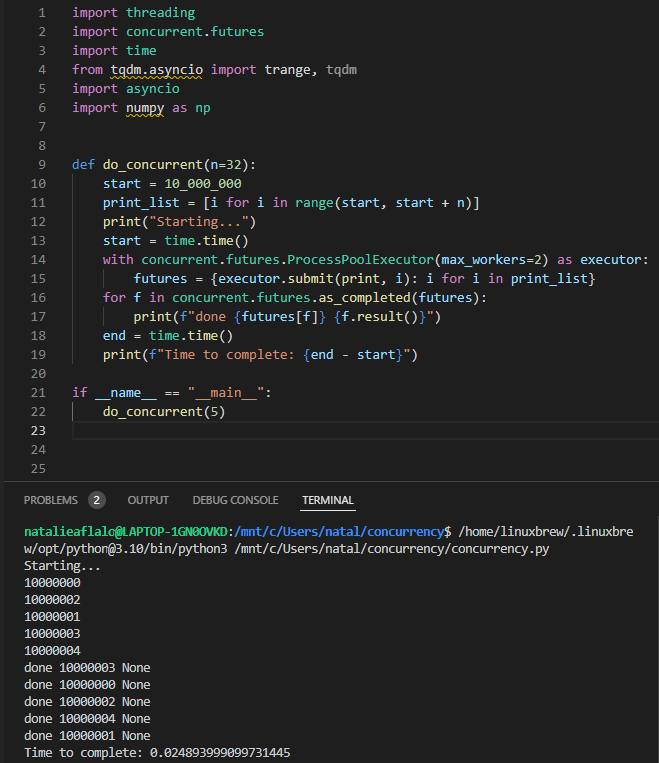 1 import threading
2 import concurrent.futures
3 import time
4 from tqdm.asyncio import trange, tqdm
5 import asyncio
6 import numpy as np
7
8
9 def do_concurrent(n=32):
10     start = 10_000_000
11     print_list = [i for i in range(start, start + n)]
12     print("Starting...")
13     start = time.time()
14     with concurrent.futures.ProcessPoolExecutor(max_workers=2) as executor:
15         futures = {executor.submit(print, i): i for i in print_list}
16     for f in concurrent.futures.as_completed(futures):
17         print(f"done {futures[f]} {f.result()}")
18     end = time.time()
19     print(f"Time to complete: {end - start}")
20
21 if __name__ == "__main__":
22     do_concurrent(5)
23
24
25
PROBLEMS 2 OUTPUT DEBUG CONSOLE TERMINAL
natalieaflalo@LAPTOP-1GN0OVKD:/mnt/c/Users/natal/concurrency$ /home/linuxbrew/.linuxbre
w/opt/python@3.10/bin/python3 /mnt/c/Users/natal/concurrency/concurrency.py
Starting...
10000000
10000002
10000001
10000003
10000004
done 10000003 None
done 10000000 None
done 10000002 None
done 10000004 None
done 10000001 None
Time to complete: 0.024893999099731445